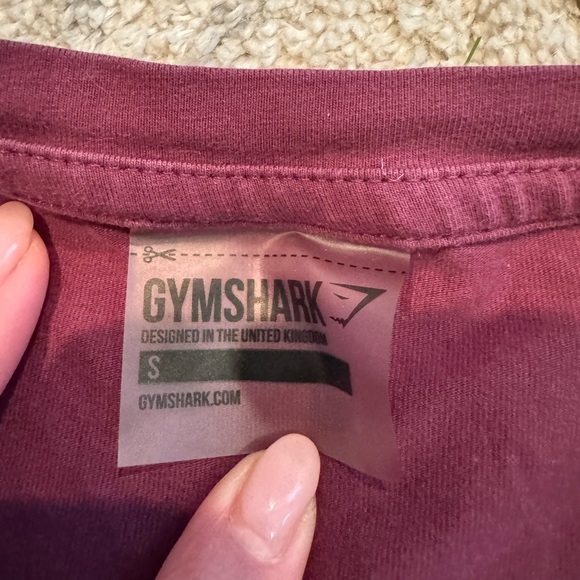 GYMSHARK
DESIGNED IN THE UNITED KINGDOM
S
GYMSHARK.COM